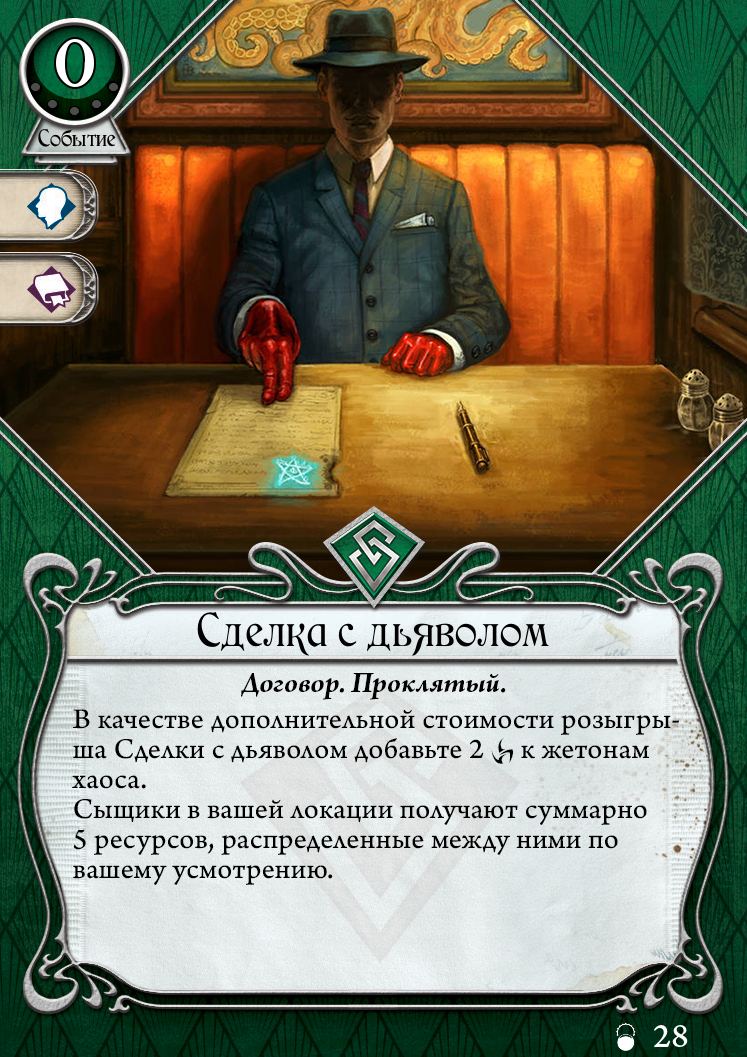 0
Событие
Сделка с дьяволом
Договор. Проклятый.
В качестве дополнительной стоимости розыгры-
ша Сделки с дьяволом добавьте 2 к жетонам
хаоса.
Сыщики в вашей локации получают суммарно
5 ресурсов, распределенные между ними по
вашему усмотрению.
28